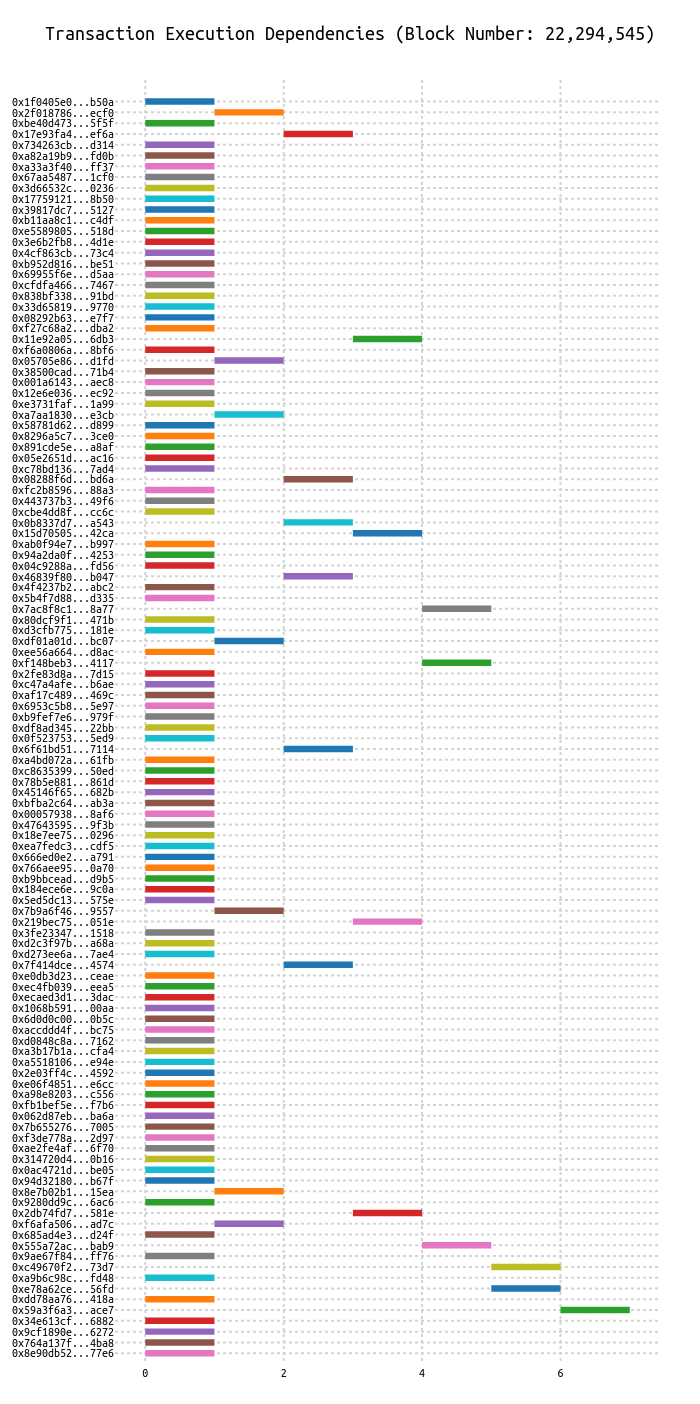 Transaction Execution Dependencies (Block Number: 22,294,545)
0x1f0405e0...b50a
0x2f018786...ecf0
0xbe40d473...5f5f
0x17e93fa4...ef6a
0x734263cb...d314
0xa82a19b9...fd0b
0xa33a3f40...ff37
0x67aa5487...1cf0
0x3d66532c...0236
0x17759121...8b50
0x39817dc7...5127
0xb11aa8c1...c4df
0xe5589805...518d
0x3e6b2fb8...4d1e
0x4cf863cb...73c4
0xb952d816...be51
0x69955f6e...d5aa
0xcfdfa466...7467
0x838bf338...91bd
0x33d65819...9770
0x08292b63...e7f7
0xf27c68a2...dba2
0x11e92a05...6db3
0xf6a0806a...8bf6
0x05705e86...d1fd
0x38500cad...71b4
0x001a6143...aec8
0x12e6e036...ec92
0xe3731faf...1a99
0xa7aa1830...e3cb
0x58781d62...d899
0x8296a5c7...3ce0
0x891cde5e...a8af
0x05e2651d...ac16
0xc78bd136...7ad4
0x08288f6d...bd6a
0xfc2b8596...88a3
0x443737b3...49f6
0xcbe4dd8f...cc6c
0x0b8337d7...a543
0x15d70505...42ca
0xab0f94e7...b997
0x94a2da0f...4253
0x04c9288a...fd56
0x46839f80...b047
0x4f4237b2...abc2
0x5b4f7d88...d335
0x7ac8f8c1...8a77
0x80dcf9f1...471b
0xd3cfb775...181e
0xdf01a01d...bc07
0xee56a664...d8ac
0xf148beb3...4117
0x2fe83d8a...7d15
0xc47a4afe...b6ae
0xaf17c489...469c
0x6953c5b8...5e97
0xb9fef7e6...979f
0xdf8ad345...22bb
0x0f523753...5ed9
0x6f61bd51...7114
0xa4bd072a...61fb
0xc8635399...50ed
0x78b5e881...861d
0x45146f65...682b
0xbfba2c64...ab3a
0x00057938...8af6
0x47643595...9f3b
0x18e7ee75...0296
0xea7fedc3...cdf5
0x666ed0e2...a791
0x766aee95...0a70
0xb9bbcead...d9b5
0x184ece6e...9c0a
0x5ed5dc13...575e
0x7b9a6f46...9557
0x219bec75...051e
0x3fe23347...1518
0xd2c3f97b...a68a
0xd273ee6a...7ae4
0x7f414dce...4574
0xe0db3d23...ceae
0xec4fb039...eea5
0xecaed3d1...3dac
0x1068b591...00aa
0x6d0d0c00...0b5c
0xaccddd4f...bc75
0xd0848c8a...7162
0xa3b17b1a...cfa4
0xa5518106...e94e
0x2e03ff4c...4592
0xe06f4851...e6cc
0xa98e8203...c556
0xfb1bef5e...f7b6
0x062d87eb...ba6a
0x7b655276...7005
0xf3de778a...2d97
0xae2fe4af...6f70
0x314720d4...0b16
0x0ac4721d...be05
0x94d32180...b67f
0x8e7b02b1...15ea
0x9280dd9c...6ac6
0x2db74fd7...581e
0xf6afa506...ad7c
0x685ad4e3...d24f
0x555a72ac...bab9
0x9ae67f84...ff76
0xc49670f2...73d7
0xa9b6c98c...fd48
0xe78a62ce...56fd
0xdd78aa76...418a
0x59a3f6a3...ace7
0x34e613cf...6882
0x9cf1890e...6272
0x764a137f...4ba8
0x8e90db52...77e6
0 2 4 6